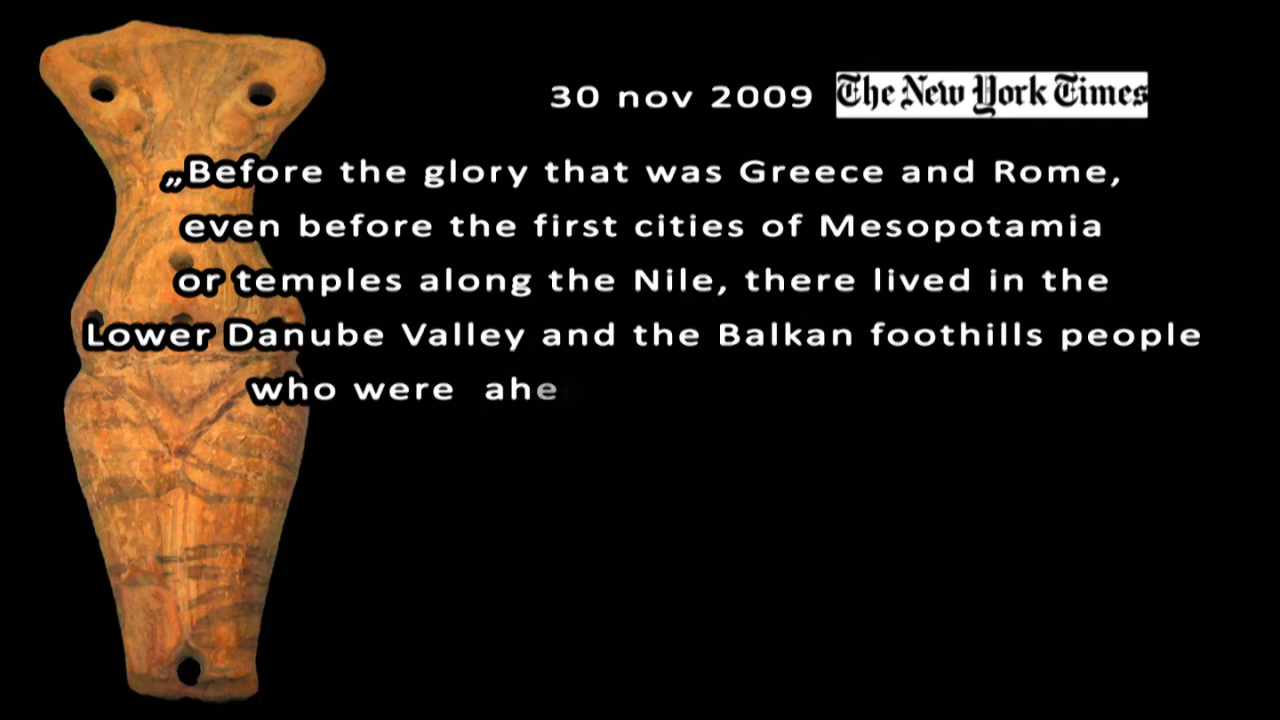 30 nov 2009 The New York Times
„Before the glory that was Greece and Rome,
even before the first cities of Mesopotamia
or temples along the Nile, there lived in the
Lower Danube Valley and the Balkan foothills people
who were ahe